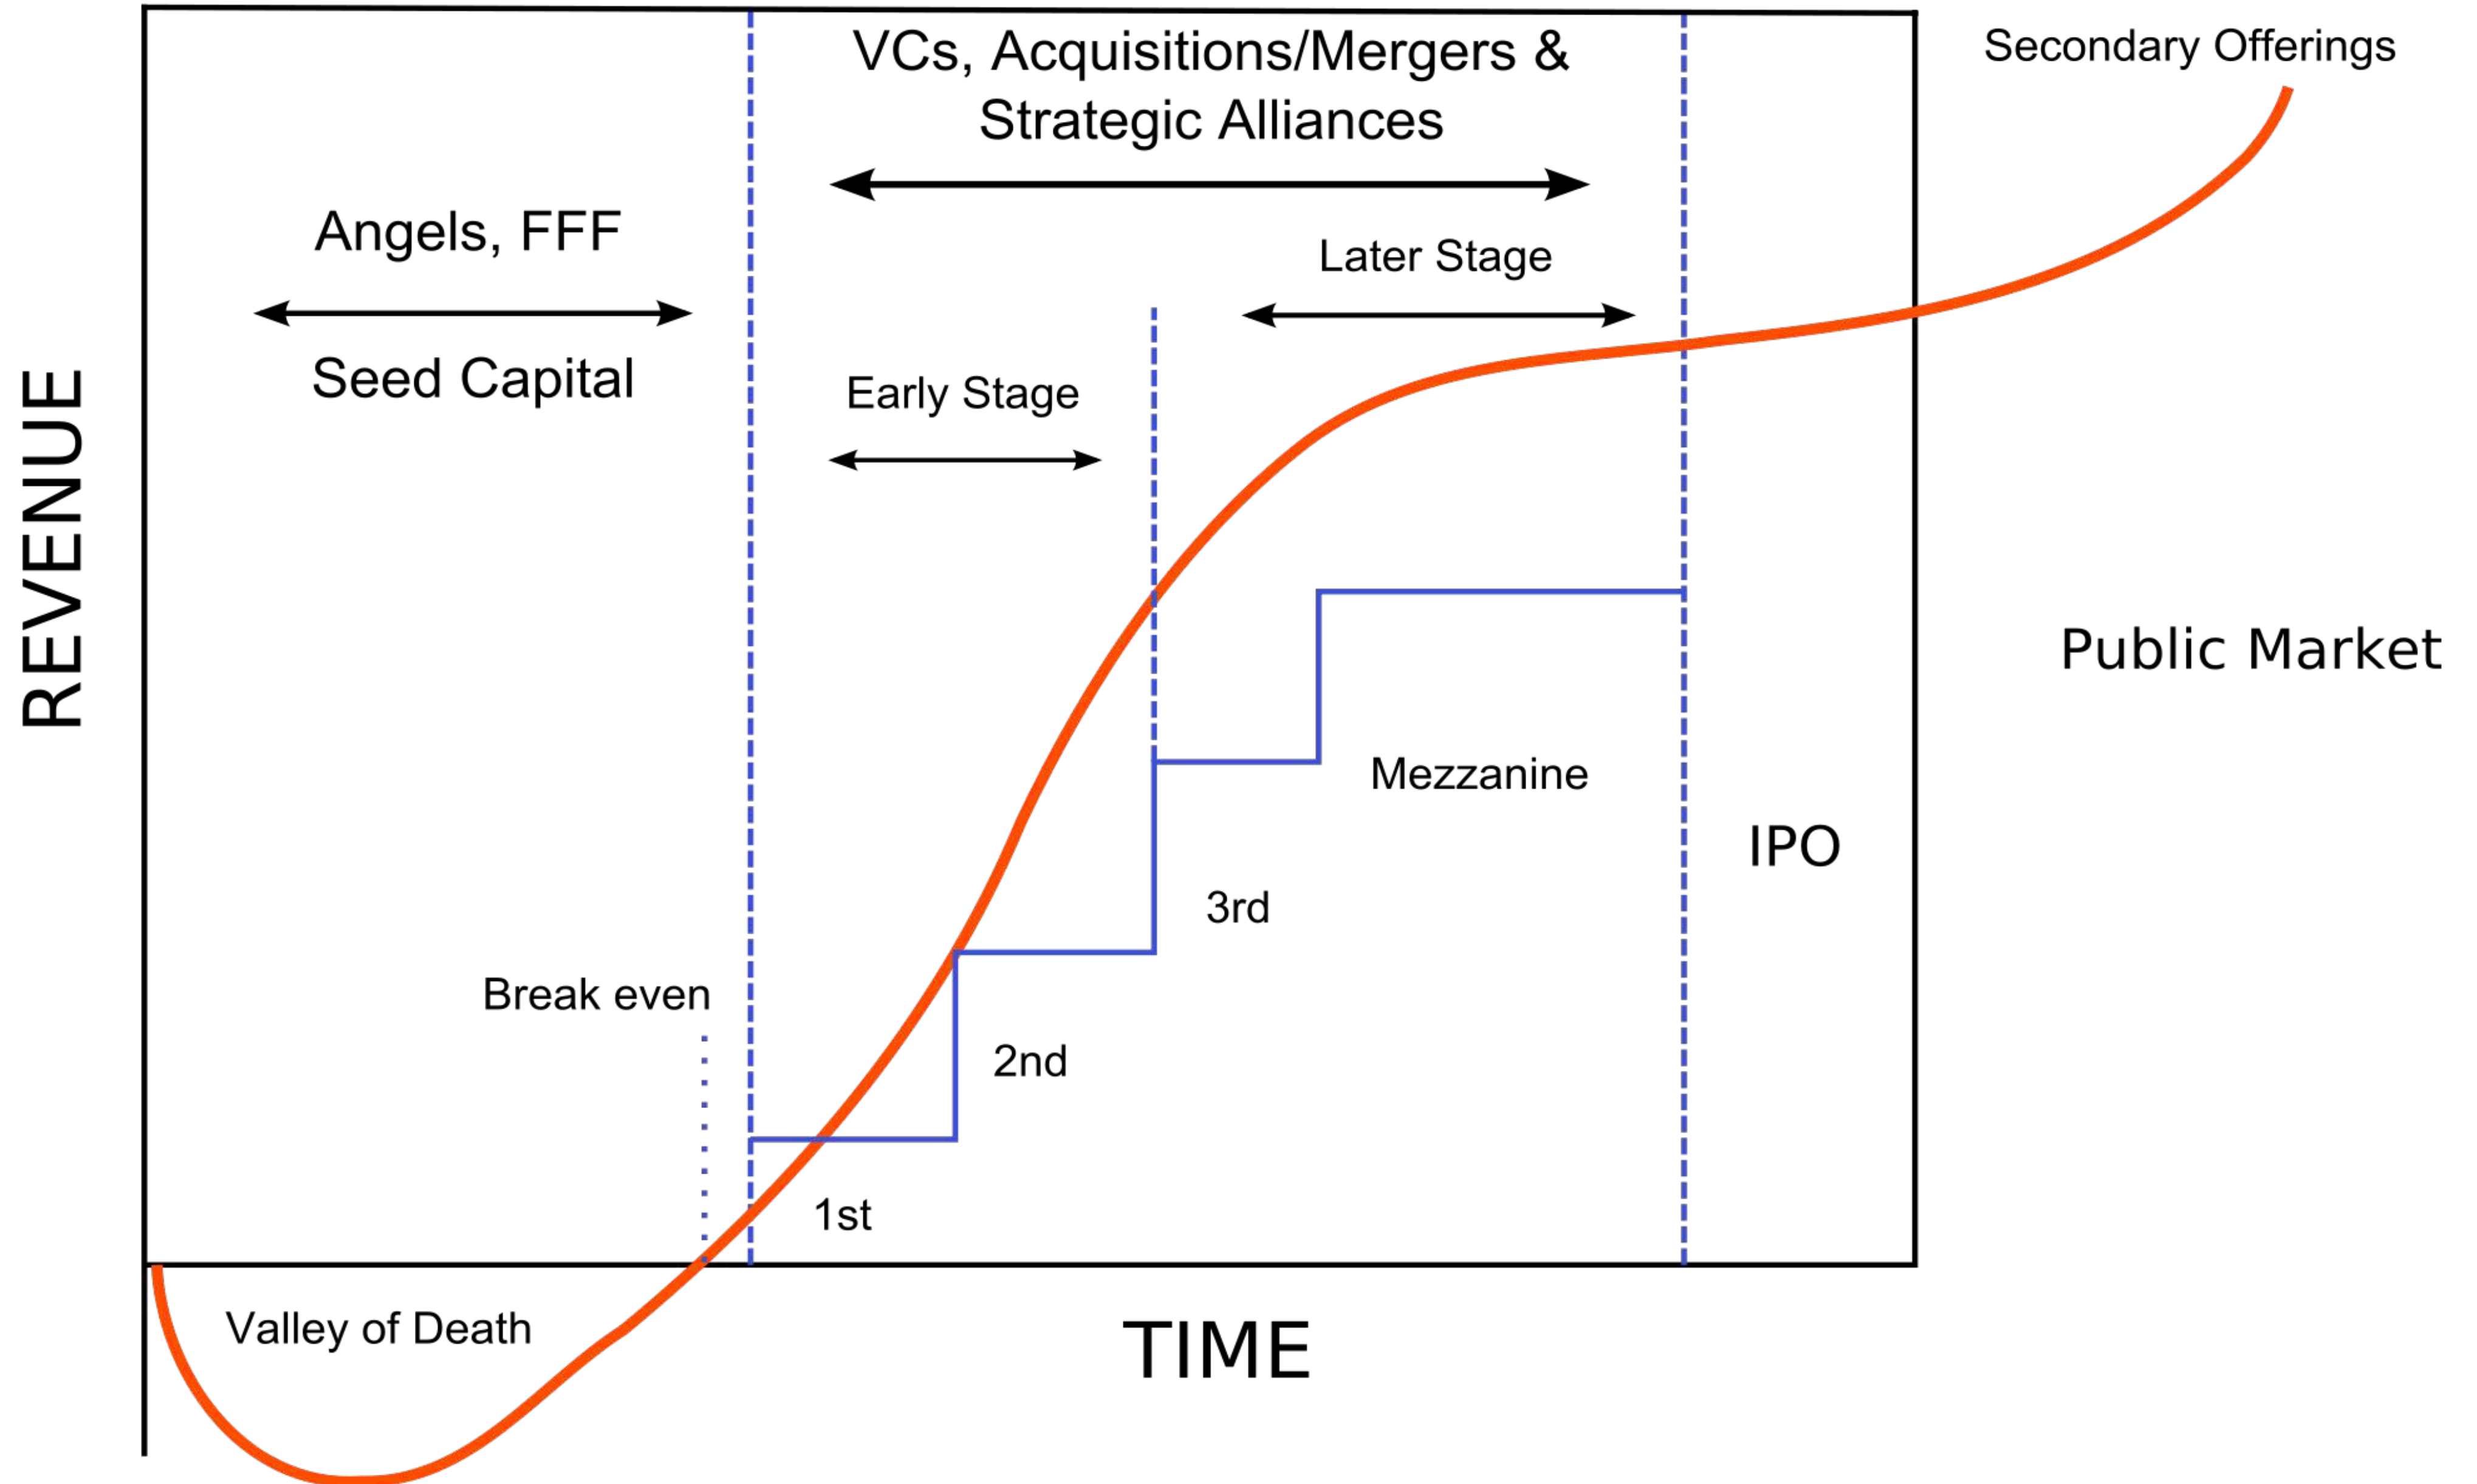 VCs, Acquisitions/Mergers &
Strategic Alliances
Secondary Offerings
Angels, FFF
Later Stage
Seed Capital
Early Stage
REVENUE
Public Market
Mezzanine
IPO
3rd
Break even
2nd
1st
Valley of Death
TIME